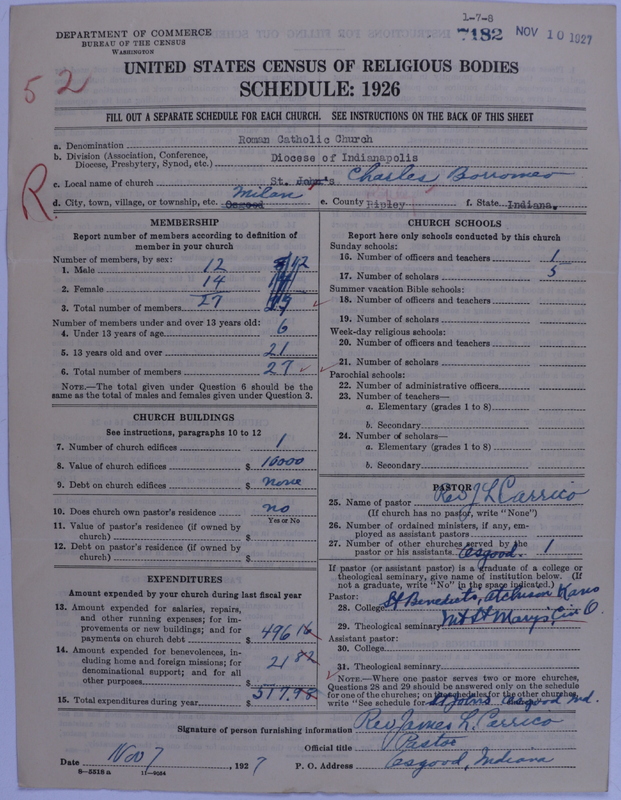 1-7-8
7182 NOV 10 1927
DEPARTMENT OF COMMERCE
BUREAU OF THE CENSUS
WASHINGTON
UNITED STATES CENSUS OF RELIGIOUS BODIES
SCHEDULE: 1926
52
FILL OUT A SEPARATE SCHEDULE FOR EACH CHURCH. SEE INSTRUCTIONS ON THE BACK OF THIS SHEET
a. Denomination Roman Catholic Church
b. Division (Association, Conference, Diocese, Presbytery, Synod, etc.) Diocese of Indianapolis
R
c. Local name of church St. John's Charles Borromeo
d. City, town, village, or township, etc. Osgood Milan e. County Ripley f. State Indiana.
MEMBERSHIP
Report number of members according to definition of
member in your church
Number of members, by sex:
1. Male 12
2. Female 14
3. Total number of members 27
Number of members under and over 13 years old:
4. Under 13 years of age 6
5. 13 years old and over 21
6. Total number of members 27
NOTE.—The total given under Question 6 should be
same as the total of males and females given under Question 3.
CHURCH BUILDINGS
See instructions, paragraphs 10 to 12
7. Number of church edifices 1
8. Value of church edifices $ 10000
9. Debt on church edifices $ none
10. Does church own pastor's residence no
Yes or No
11. Value of pastor's residence (if owned by
church) $
12. Debt on pastor's residence (if owned by
church) $
EXPENDITURES
Amount expended by your church during last fiscal year
13. Amount expended for salaries, repairs,
and other running expenses; for im-
provements or new buildings; and for
payments on church debt $ 496 16
14. Amount expended for benevolences, in-
cluding home and foreign missions; for
denominational support; and for all
other purposes $ 21 82
15. Total expenditures during year $ 517.98
CHURCH SCHOOLS
Report here only schools conducted by this church
Sunday schools:
16. Number of officers and teachers 1
17. Number of scholars 5
Summer vacation Bible schools:
18. Number of officers and teachers
19. Number of scholars
Week-day religious schools:
20. Number of officers and teachers
21. Number of scholars
Parochial schools:
22. Number of administrative officers
23. Number of teachers—
a. Elementary (grades 1 to 8)
b. Secondary
24. Number of scholars—
a. Elementary (grades 1 to 8)
b. Secondary
PASTOR
25. Name of pastor Rev J L Carrico
(If church has no pastor, write "None")
26. Number of ordained ministers, if any, em-
ployed as assistant pastors
27. Number of other churches served by the
pastor or his assistants Osgood. 1
If pastor (or assistant pastor) is a graduate of a college or
theological seminary, give name of institution below. (If
not a graduate, write "No" in the space indicated.)
Pastor:
28. College St Benedicts, Atchison Kans
29. Theological seminary Mt St Marys, Cin O.
Assistant pastor:
30. College
31. Theological seminary
NOTE.—Where one pastor serves two or more churches,
Questions 28 and 29 should be answered only on the schedule
for one of the churches; on the schedules for the other churches,
write "See schedule for St Johns Osgood Ind.
Signature of person furnishing information Rev James L. Carrico
Official title Pastor
Date Nov 7, 1927 P. O. Address Osgood, Indiana
8—5518 a 11—9054